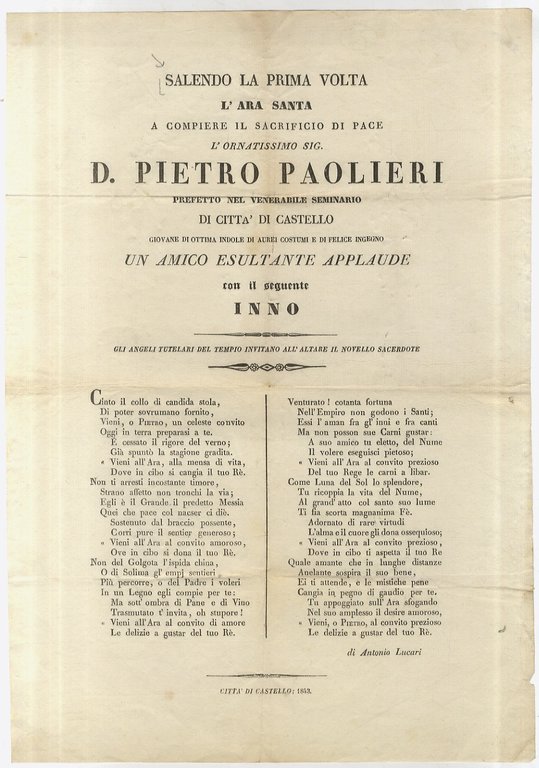 SALENDO LA PRIMA VOLTA
L' ARA SANTA
A COMPIERE IL SACRIFICIO DI PACE
L' ORNATISSIMO SIG.
D. PIETRO PAOLIERI
PREFETTO NEL VENERABILE SEMINARIO
DI CITTA' DI CASTELLO
GIOVANE DI OTTIMA INDOLE DI AUREI COSTUMI E DI FELICE INGEGNO
UN AMICO ESULTANTE APPLAUDE
con il seguente
INNO
GLI ANGELI TUTELARI DEL TEMPIO INVITANO ALL' ALTARE IL NOVELLO SACERDOTE
Cinto il collo di candida stola,
Di poter sovrumano fornito,
Vieni, o PIETRO, un celeste convito
Oggi in terra preparasi a te.
È cessato il rigore del verno;
Già spuntò la stagione gradita.
« Vieni all' Ara, alla mensa di vita,
Dove in cibo si cangia il tuo Rè.
Non ti arresti incostante timore,
Strano affetto non tronchi la via;
Egli è il Grande il predetto Messia
Quei che pace col nascer ci diè.
Sostenuto dal braccio possente,
Corri pure il sentier generoso;
« Vieni all' Ara al convito amoroso,
Ove in cibo si dona il tuo Rè.
Non del Golgota l'ispida china,
O di Solima gl' empj sentieri
Più percorre, o del Padre i voleri
In un Legno egli compie per te:
Ma sott' ombra di Pane e di Vino
Trasmutato t' invita, oh stupore!
« Vieni all' Ara al convito di amore
Le delizie a gustar del tuo Rè.
Venturato! cotanta fortuna
Nell' Empiro non godono i Santi;
Essi l' aman fra gl' inni e fra canti
Ma non posson sue Carni gustar:
A suo amico tu eletto, del Nume
Il volere eseguisci pietoso;
« Vieni all' Ara al convito prezioso
Del tuo Rege le carni a libar.
Come Luna del Sol lo splendore,
Tu ricoppia la vita del Nume,
Al grand' atto col santo suo lume
Ti fia scorta magnanima Fè.
Adornato di rare virtudi
L'alma e il cuore gli dona ossequioso;
« Vieni all' Ara al convito prezioso,
Dove in cibo ti aspetta il tuo Re
Quale amante che in lunghe distanze
Anelante sospira il suo bene,
Ei ti attende, e le mistiche pene
Cangia in pegno di gaudio per te.
Tu appoggiato sull' Ara sfogando
Nel suo amplesso il desire amoroso,
« Vieni, o PIETRO, al convito prezioso
Le delizie a gustar del tuo Rè.
di Antonio Lucari
CITTA' DI CASTELLO: 1853.